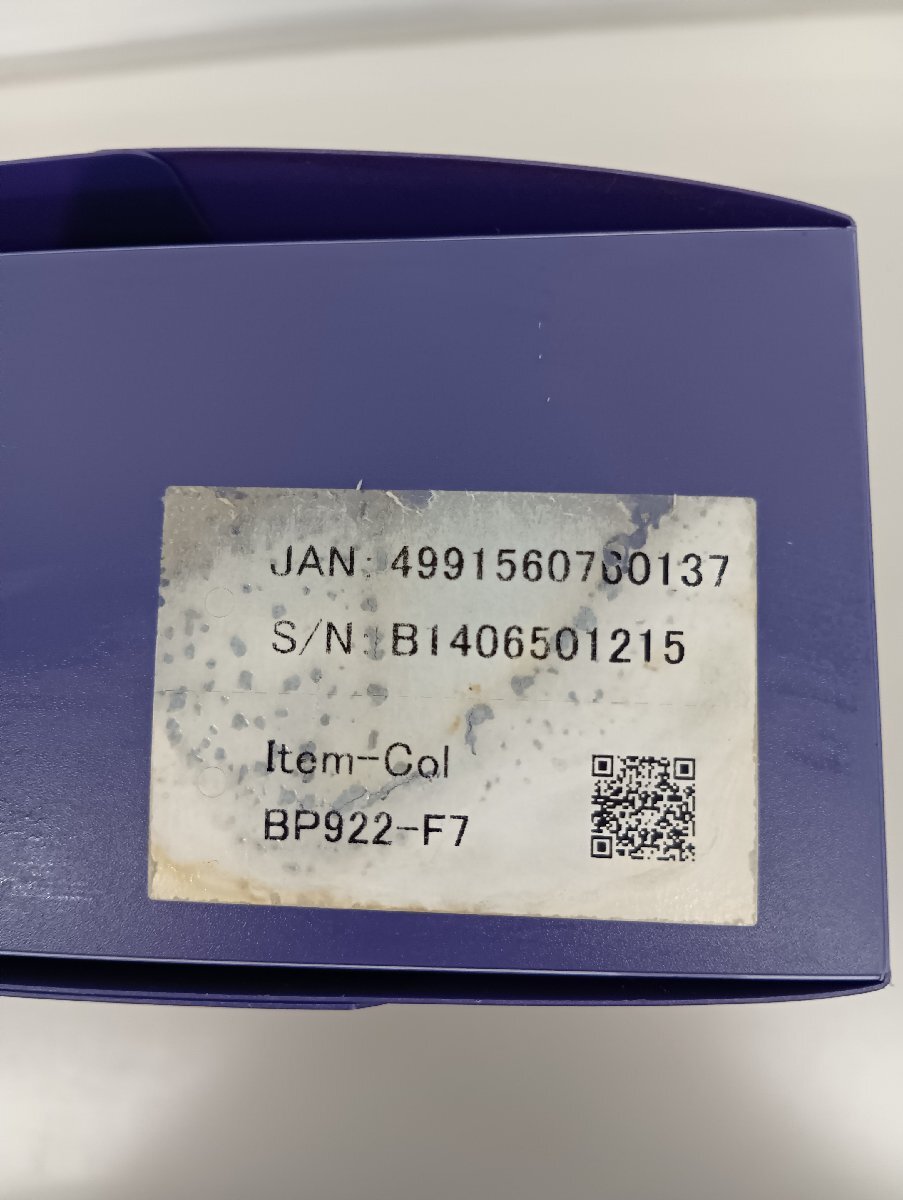 JAN: 4991560760137
S/N: B1406501215
Item-Col
BP922-F7